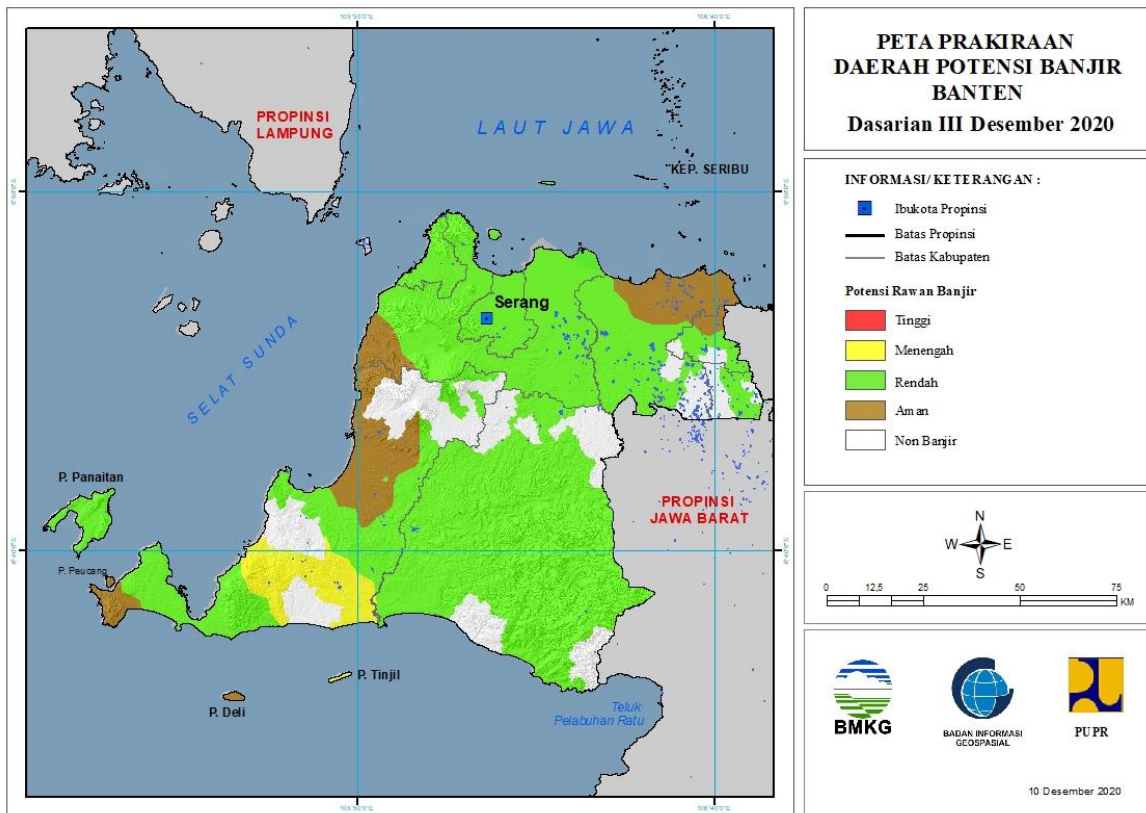 PETA PRAKIRAAN
DAERAH POTENSI BANJIR
BANTEN
Dasarian III Desember 2020
INFORMASI/ KETERANGAN :
Ibukota Propinsi
Batas Propinsi
Batas Kabupaten
Potensi Rawan Banjir
Tinggi
Menengah
Rendah
Aman
Non Banjir
N
W E
S
0 12,5 25 50 75
KM
BMKG
BADAN INFORMASI
GEOSPASIAL
PUPR
10 Desember 2020
PROPINSI
LAMPUNG
LAUT JAWA
KEP. SERIBU
Serang
SELAT SUNDA
P. Panaitan
P. Peucang
PROPINSI
JAWA BARAT
P. Tinjil
P. Deli
Teluk
Pelabuhan Ratu